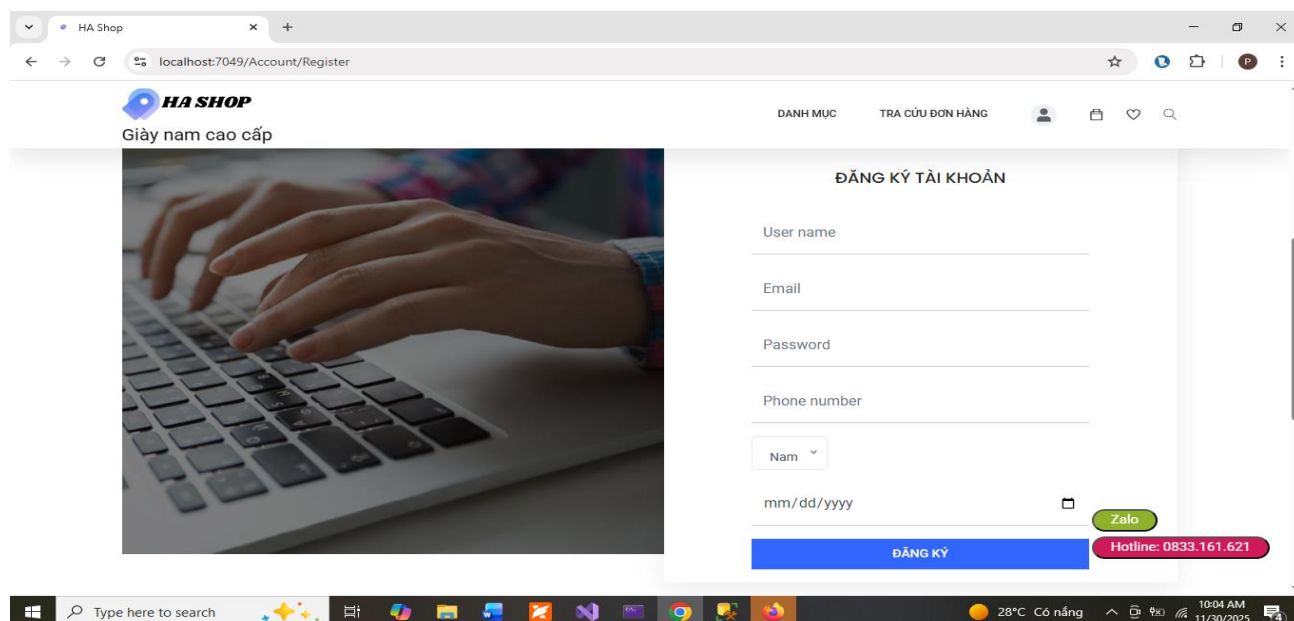 HA Shop
localhost:7049/Account/Register
HA SHOP
Giày nam cao cấp
DANH MỤC
TRA CỨU ĐƠN HÀNG
ĐĂNG KÝ TÀI KHOẢN
User name
Email
Password
Phone number
Nam
mm/dd/yyyy
Zalo
ĐĂNG KÝ
Hotline: 0833.161.621
Type here to search
28°C Có nắng
10:04 AM
11/30/2025